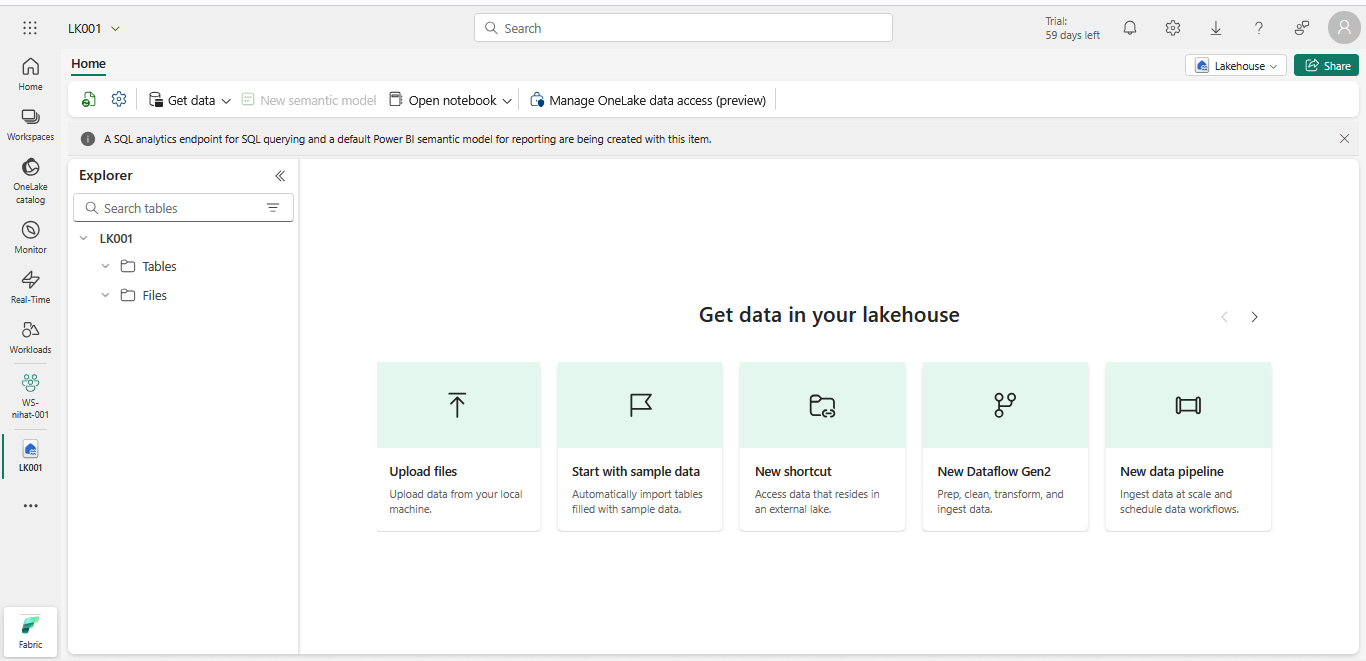 LK001
Search
Trial:
59 days left
Home
Lakehouse
Share
Get data
New semantic model
Open notebook
Manage OneLake data access (preview)
A SQL analytics endpoint for SQL querying and a default Power BI semantic model for reporting are being created with this item.
Home
Workspaces
OneLake
catalog
Monitor
Real-Time
Workloads
WS-
nihat-001
LK001
Fabric
Explorer
Search tables
LK001
Tables
Files
Get data in your lakehouse
Upload files
Upload data from your local
machine.
Start with sample data
Automatically import tables
filled with sample data.
New shortcut
Access data that resides in
an external lake.
New Dataflow Gen2
Prep, clean, transform, and
ingest data.
New data pipeline
Ingest data at scale and
schedule data workflows.